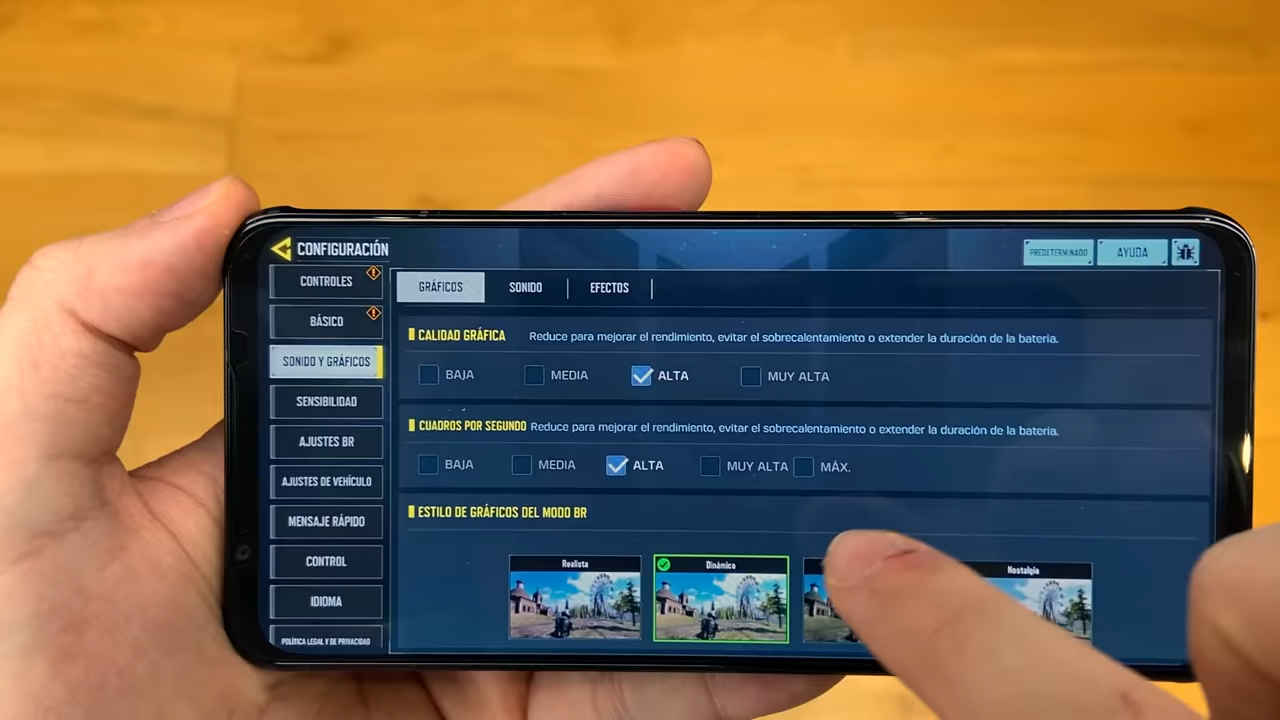 CONFIGURACIÓN
PREDETERMINADO
AYUDA
CONTROLES
BÁSICO
SONIDO Y GRÁFICOS
SENSIBILIDAD
AJUSTES BR
AJUSTES DE VEHÍCULO
MENSAJE RÁPIDO
CONTROL
IDIOMA
POLÍTICA LEGAL Y DE PRIVACIDAD
GRÁFICOS SONIDO EFECTOS
CALIDAD GRÁFICA Reduce para mejorar el rendimiento, evitar el sobrecalentamiento o extender la duración de la bateria.
BAJA MEDIA ALTA MUY ALTA
CUADROS POR SEGUNDO Reduce para mejorar el rendimiento, evitar el sobrecalentamiento o extender la duración de la bateria.
BAJA MEDIA ALTA MUY ALTA MÁX.
ESTILO DE GRÁFICOS DEL MODO BR
Realista Dinámica Nostalgia